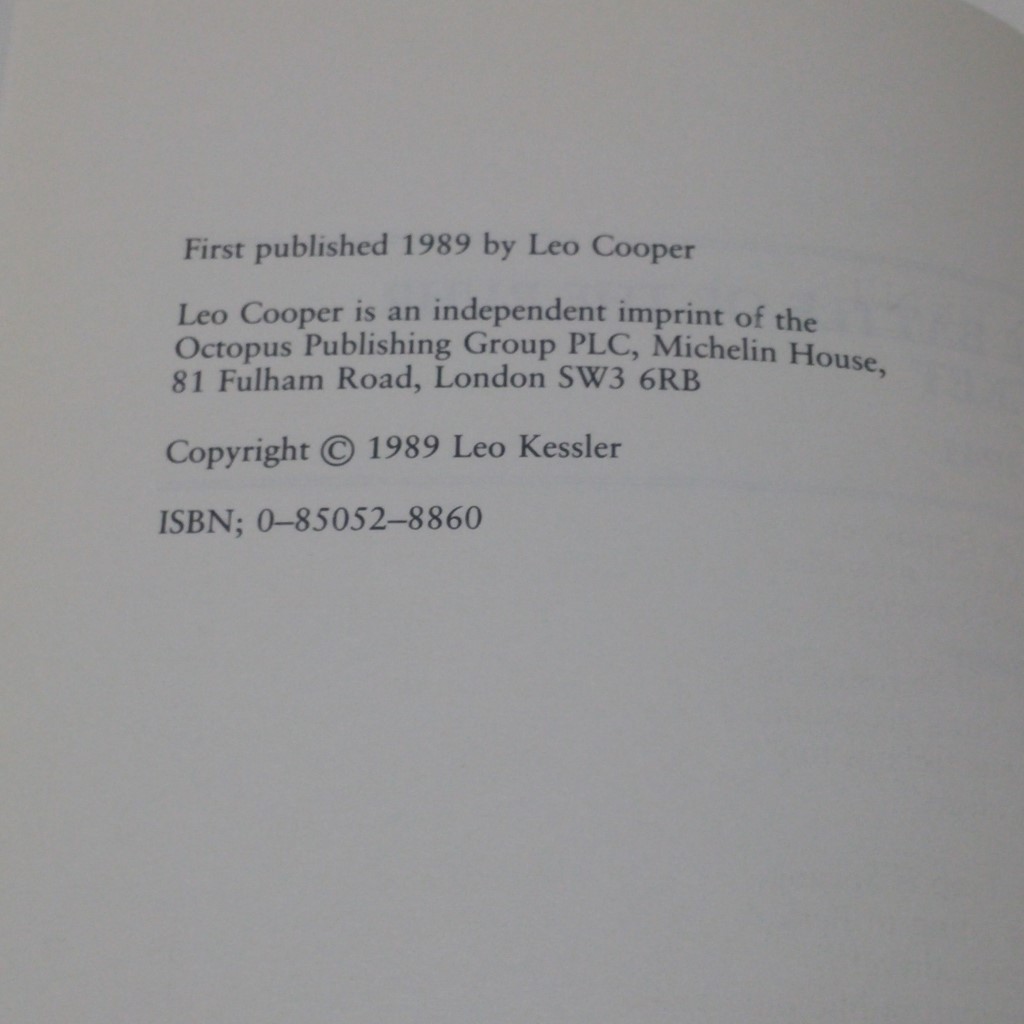 First published 1989 by Leo Cooper
Leo Cooper is an independent imprint of the
Octopus Publishing Group PLC, Michelin House,
81 Fulham Road, London SW3 6RB
Copyright © 1989 Leo Kessler
ISBN; 0–85052–8860